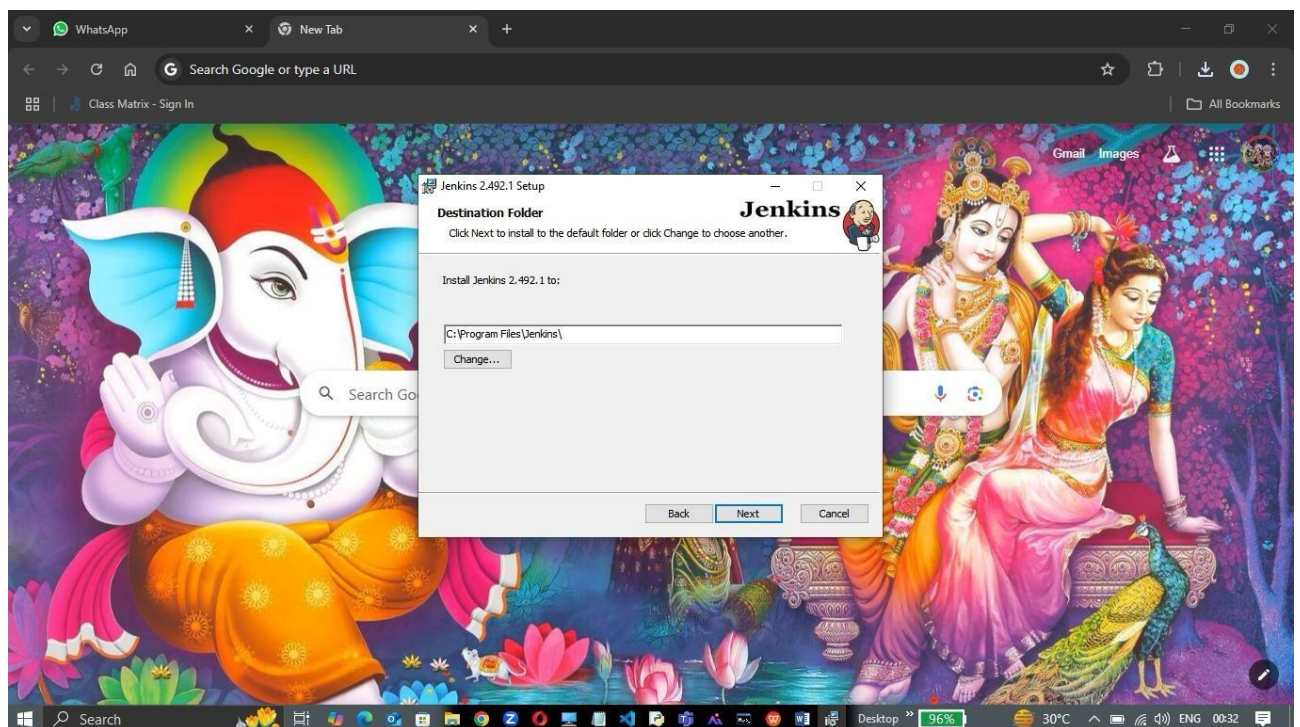 WhatsApp
New Tab
Search Google or type a URL
Class Matrix - Sign In
All Bookmarks
Gmail Images
Jenkins 2.492.1 Setup
Destination Folder
Jenkins
Click Next to install to the default folder or click Change to choose another.
Install Jenkins 2.492.1 to:
C:\Program Files\Jenkins\
Change...
Search Go
Back Next Cancel
Search
Desktop
96%
30°C
ENG 00:32